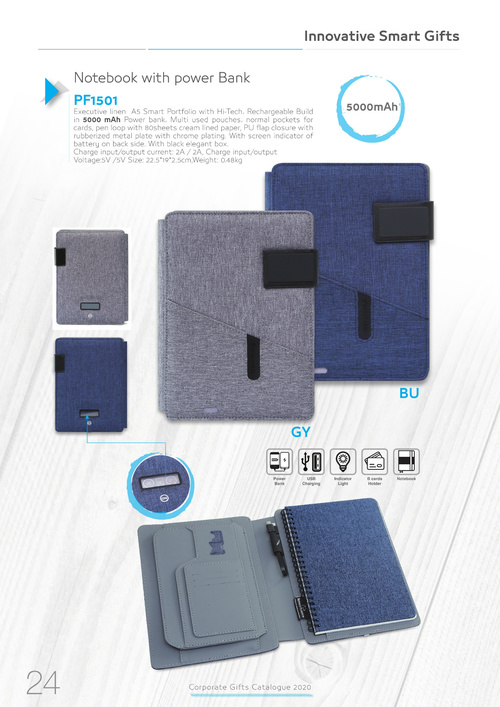 Innovative Smart Gifts
Notebook with power Bank
PF1501
5000mAh
Executive linen A5 Smart Portfolio with Hi-Tech. Rechargeable Build
in 5000 mAh Power bank. Multi used pouches. normal pockets for
cards, pen loop with 80sheets cream lined paper, PU flap closure with
rubberized metal plate with chrome plating. With screen indicator of
battery on back side. With black elegant box.
Charge input/output current: 2A / 2A, Charge input/output
Voltage:5V /5V Size: 22.5*19*2.5cm,Weight: 0.48kg
BU
GY
Power Bank
USB Charging
Indicator Light
8 cards Holder
Notebook
24
Corporate Gifts Catalogue 2020